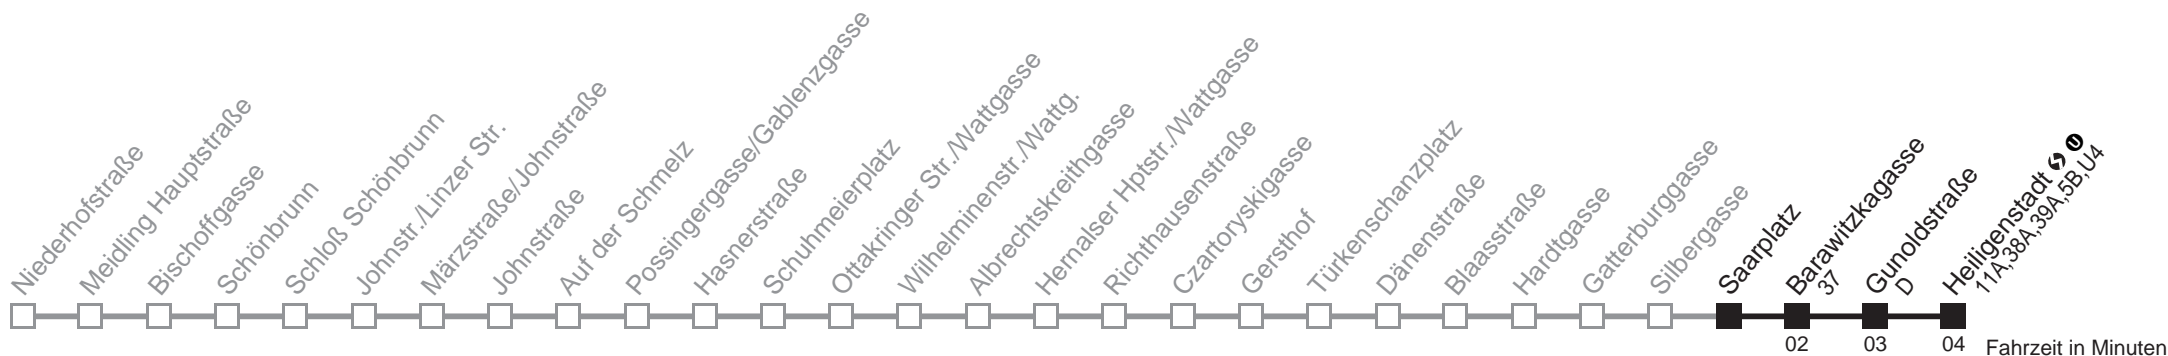 Niederhofstraße
Meidling Hauptstraße
Bischoffgasse
Schönbrunn
Schloß Schönbrunn
Johnstr./Linzer Str.
Märzstraße/Johnstraße
Johnstraße
Auf der Schmelz
Possingergasse/Gablenzgasse
Hasnerstraße
Schuhmeierplatz
Ottakringer Str./Wattgasse
Wilhelminenstr./Wattg.
Albrechtskreithgasse
Hernalser Hptstr./Wattgasse
Richthausenstraße
Czartoryskigasse
Gersthof
Türkenschanzplatz
Dänenstraße
Blaasstraße
Hardtgasse
Gatterburggasse
Silbergasse
Saarplatz
Barawitzkagasse
37
Gunoldstraße
D
Heiligenstadt S U
11A,38A,39A,5B,U4
02 03 04 Fahrzeit in Minuten